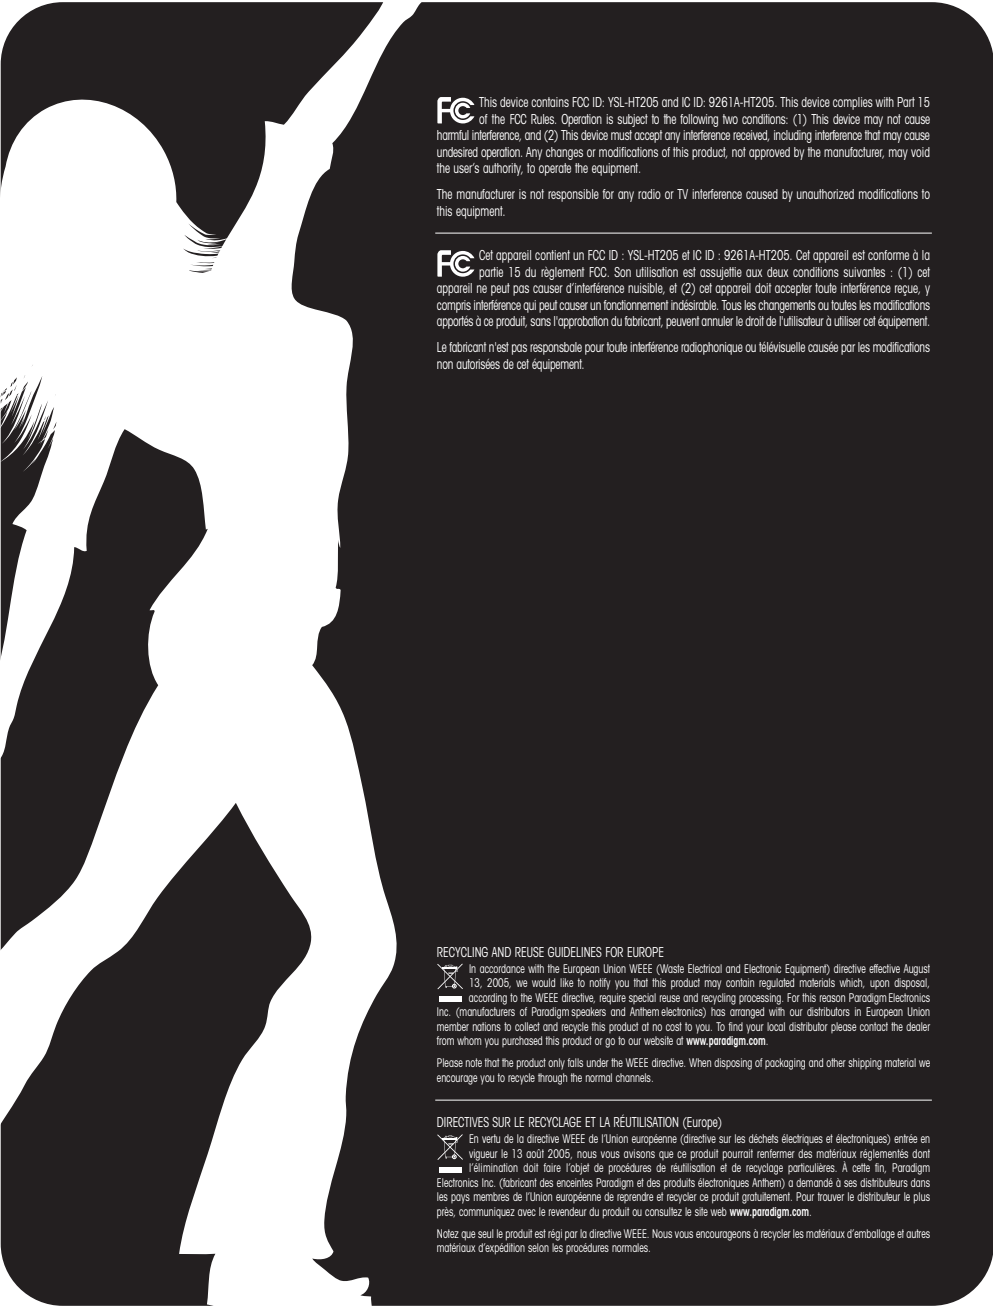 FC This device contains FCC ID: YSL-HT205 and IC ID: 9261A-HT205. This device complies with Part 15
of the FCC Rules. Operation is subject to the following two conditions: (1) This device may not cause
harmful interference, and (2) This device must accept any interference received, including interference that may cause
undesired operation. Any changes or modifications of this product, not approved by the manufacturer, may void
the user's authority, to operate the equipment.
The manufacturer is not responsible for any radio or TV interference caused by unauthorized modifications to
this equipment.
FC Cet appareil contient un FCC ID : YSL-HT205 et IC ID : 9261A-HT205. Cet appareil est conforme à la
partie 15 du règlement FCC. Son utilisation est assujettie aux deux conditions suivantes : (1) cet
appareil ne peut pas causer d'interférence nuisible, et (2) cet appareil doit accepter toute interférence reçue, y
compris interférence qui peut causer un fonctionnement indésirable. Tous les changements ou toutes les modifications
apportés à ce produit, sans l'approbation du fabricant, peuvent annuler le droit de l'utilisateur à utiliser cet équipement.
Le fabricant n'est pas responsbale pour toute interférence radiophonique ou télévisuelle causée par les modifications
non autorisées de cet équipement.
RECYCLING AND REUSE GUIDELINES FOR EUROPE
In accordance with the European Union WEEE (Waste Electrical and Electronic Equipment) directive effective August
13, 2005, we would like to notify you that this product may contain regulated materials which, upon disposal,
according to the WEEE directive, require special reuse and recycling processing. For this reason Paradigm Electronics
Inc. (manufacturers of Paradigm speakers and Anthem electronics) has arranged with our distributors in European Union
member nations to collect and recycle this product at no cost to you. To find your local distributor please contact the dealer
from whom you purchased this product or go to our website at www.paradigm.com.
Please note that the product only falls under the WEEE directive. When disposing of packaging and other shipping material we
encourage you to recycle through the normal channels.
DIRECTIVES SUR LE RECYCLAGE ET LA RÉUTILISATION (Europe)
En vertu de la directive WEEE de l'Union européenne (directive sur les déchets électriques et électroniques) entrée en
vigueur le 13 août 2005, nous vous avisons que ce produit pourrait renfermer des matériaux réglementés dont
l'élimination doit faire l'objet de procédures de réutilisation et de recyclage particulières. À cette fin, Paradigm
Electronics Inc. (fabricant des enceintes Paradigm et des produits électroniques Anthem) a demandé à ses distributeurs dans
les pays membres de l'Union européenne de reprendre et recycler ce produit gratuitement. Pour trouver le distributeur le plus
près, communiquez avec le revendeur du produit ou consultez le site web www.paradigm.com.
Notez que seul le produit est régi par la directive WEEE. Nous vous encourageons à recycler les matériaux d'emballage et autres
matériaux d'expédition selon les procédures normales.